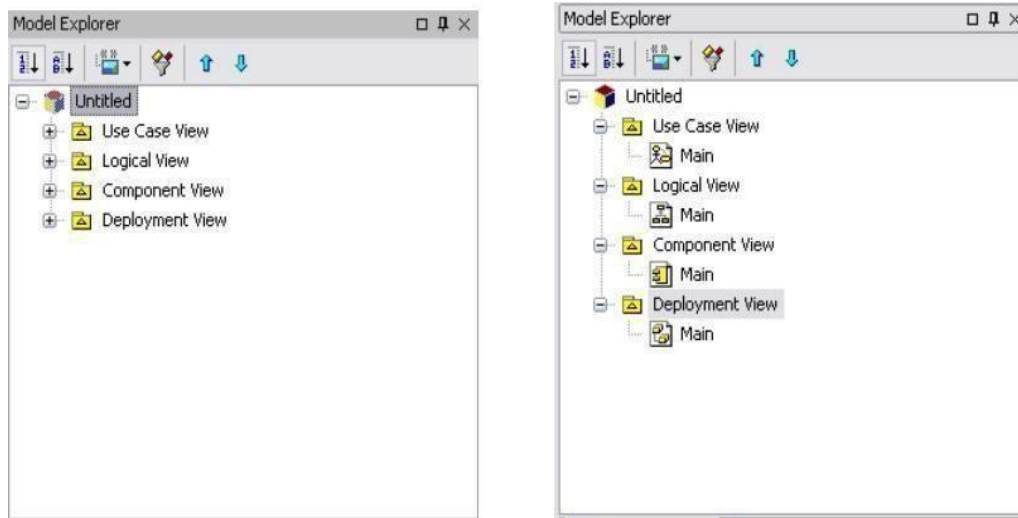 Model Explorer
Untitled
Use Case View
Logical View
Component View
Deployment View
Model Explorer
Untitled
Use Case View
Main
Logical View
Main
Component View
Main
Deployment View
Main